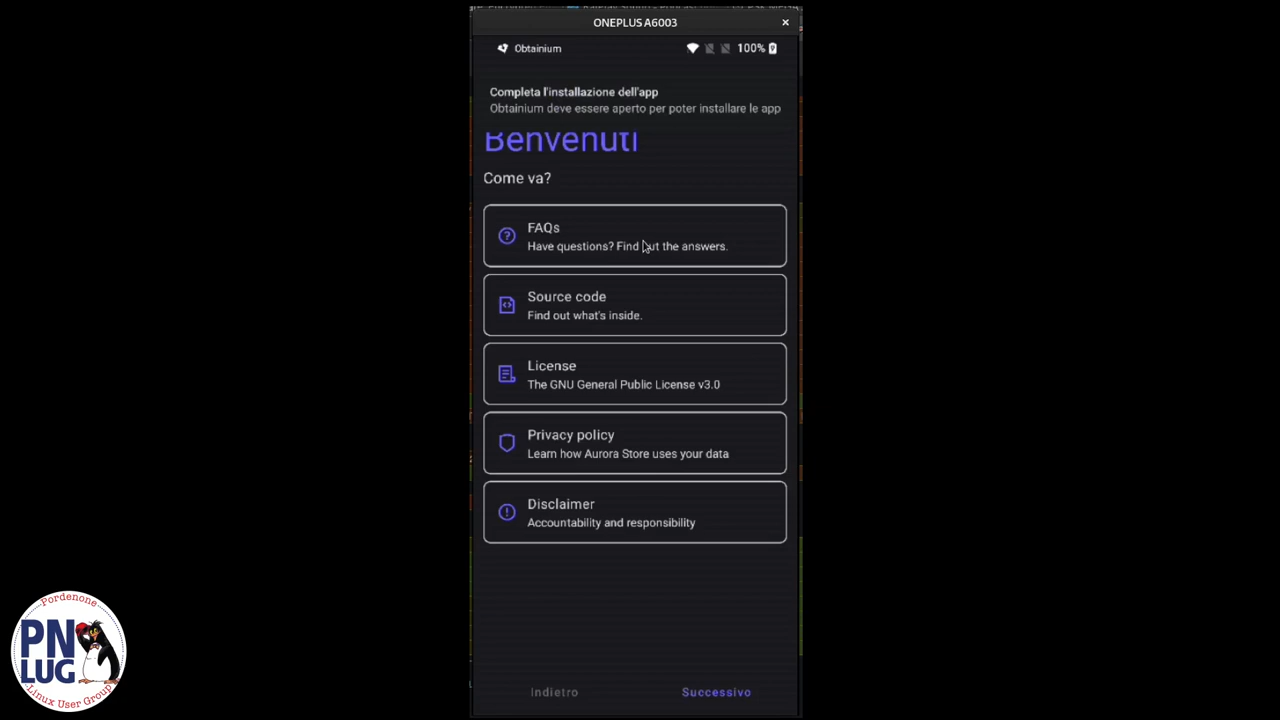 ONEPLUS A6003
Obtainium
100%
Completa l'installazione dell'app
Obtainium deve essere aperto per poter installare le app
Benvenuti
Come va?
FAQs
Have questions? Find out the answers.
Source code
Find out what's inside.
License
The GNU General Public License v3.0
Privacy policy
Learn how Aurora Store uses your data
Disclaimer
Accountability and responsibility
Indietro
Successivo
Pordenone
PN
LUG
Linux User Group